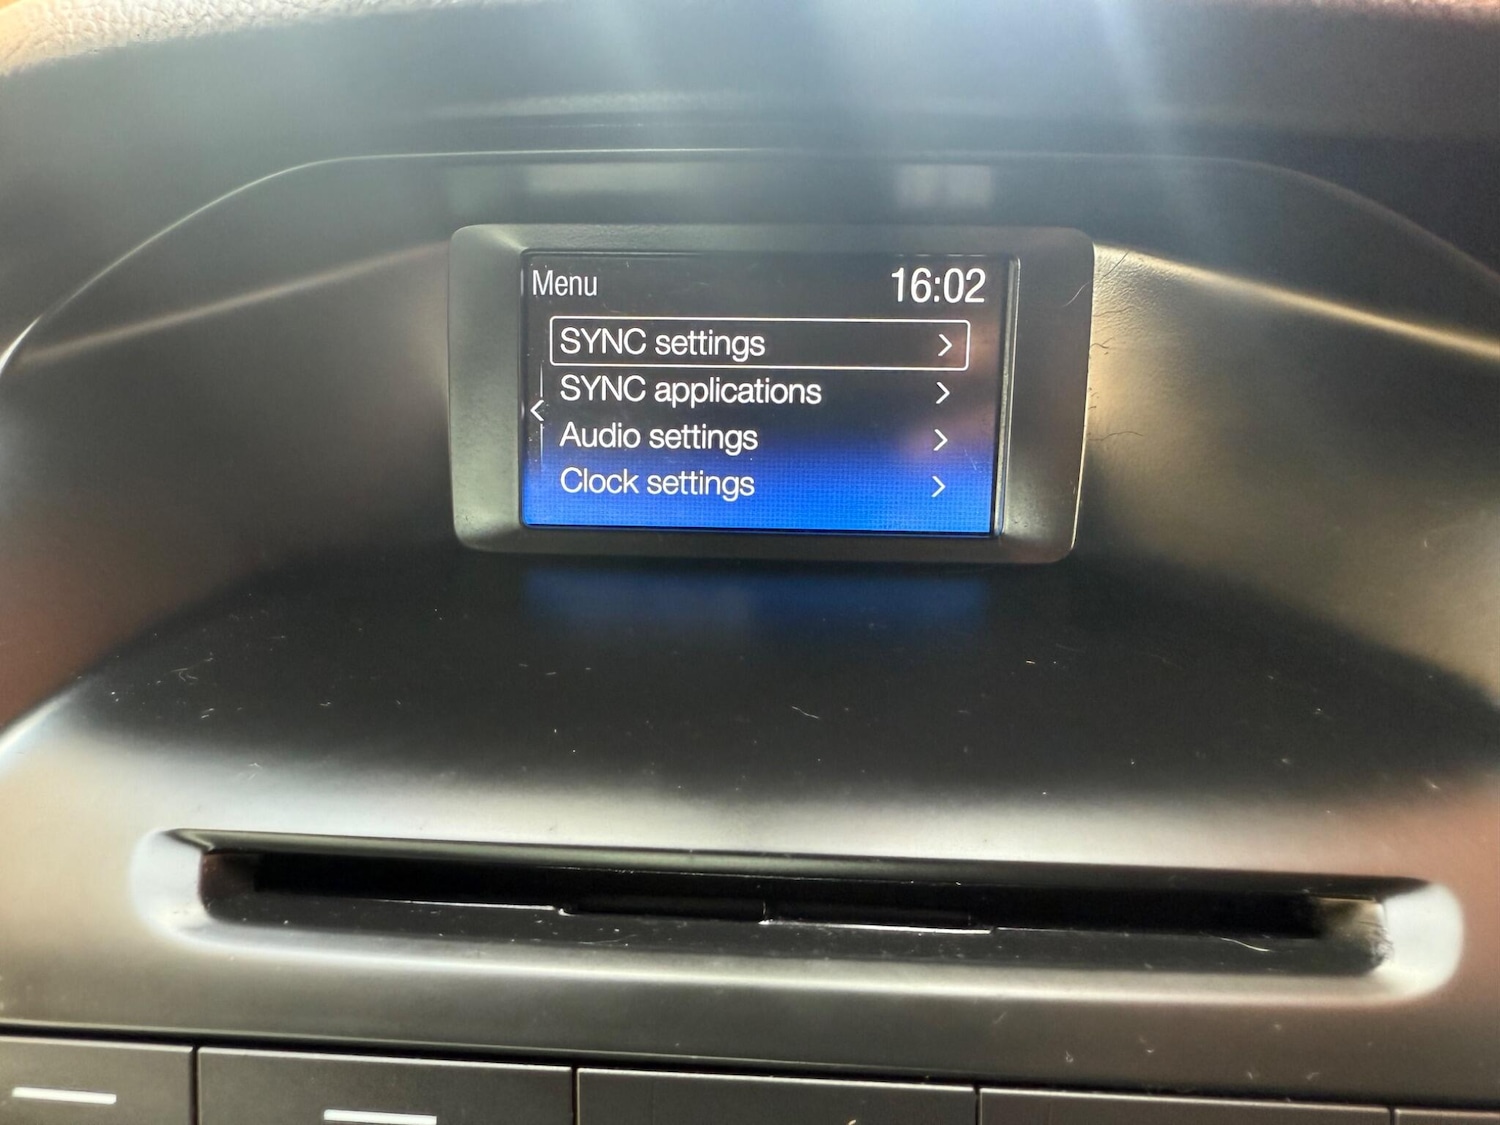 Menu 16:02
SYNC settings
SYNC applications
Audio settings
Clock settings